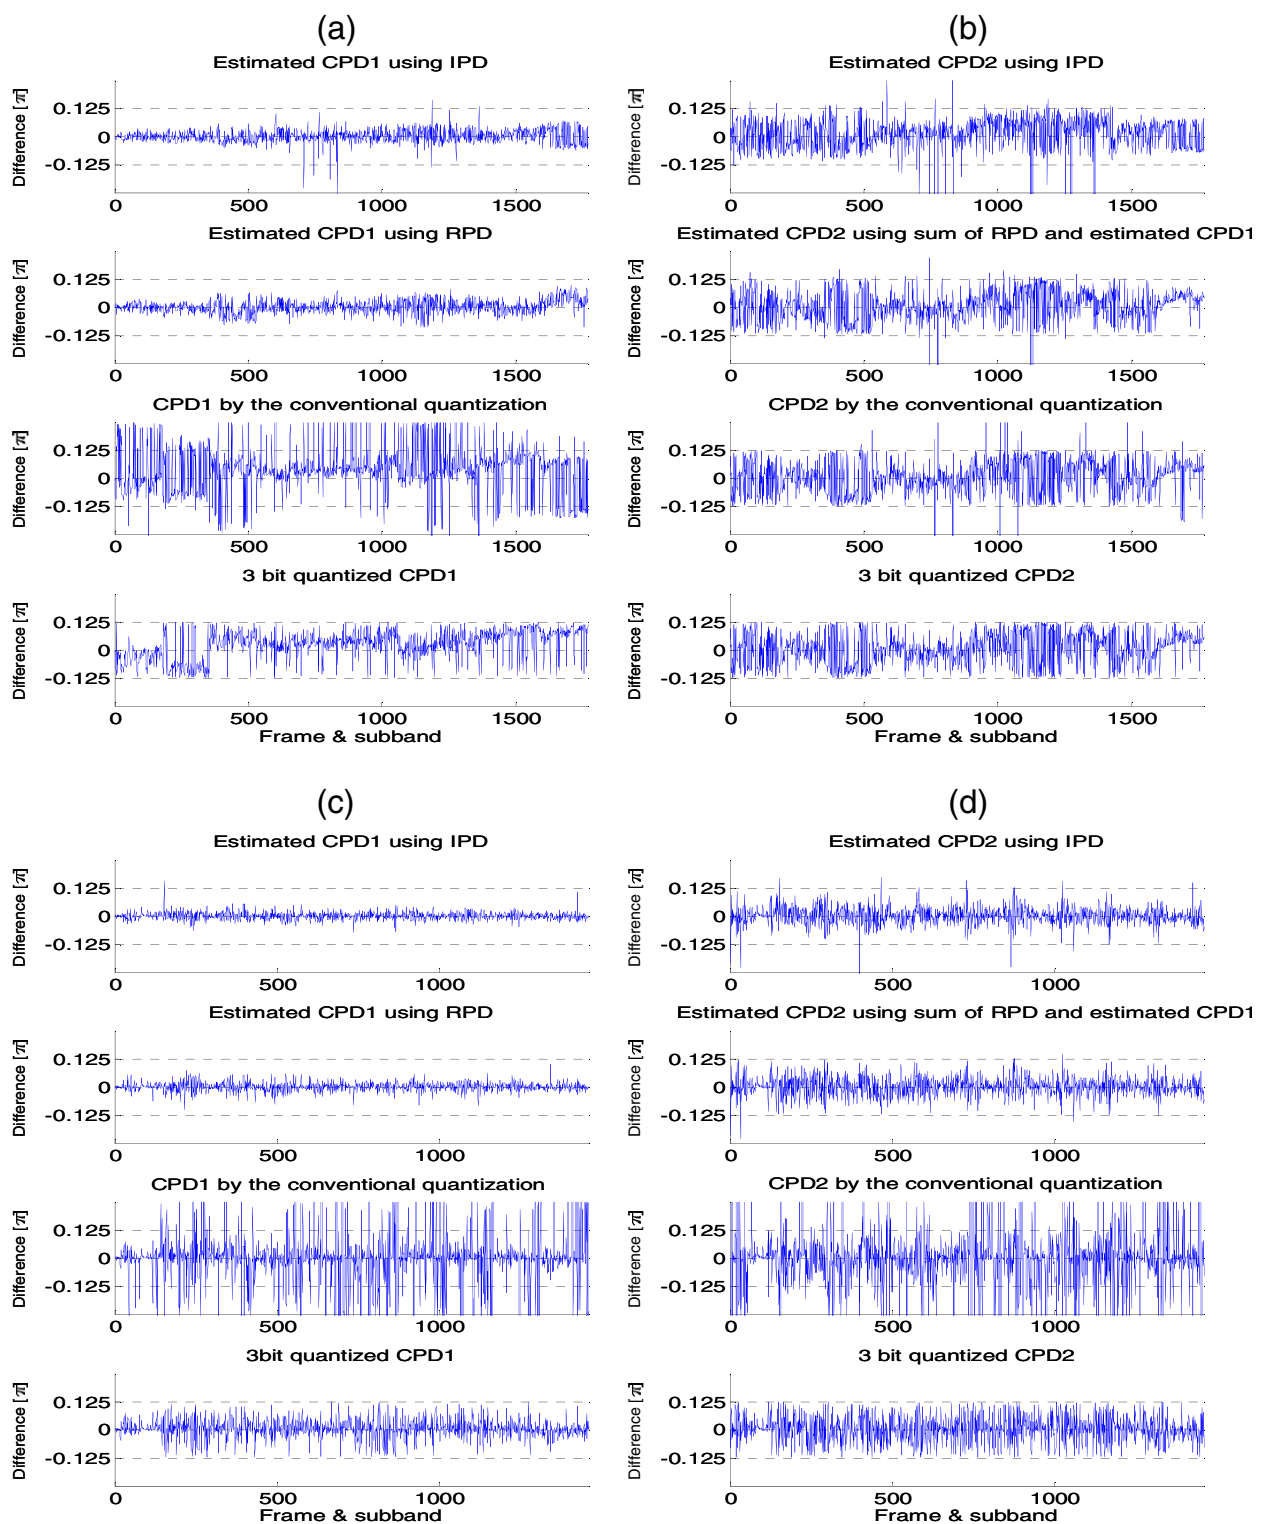 (a)
Estimated CPD1 using IPD
Difference [π]
0.125
0
-0.125
0 500 1000 1500
Estimated CPD1 using RPD
Difference [π]
0.125
0
-0.125
0 500 1000 1500
CPD1 by the conventional quantization
Difference [π]
0.125
0
-0.125
0 500 1000 1500
3 bit quantized CPD1
Difference [π]
0.125
0
-0.125
0 500 1000 1500
Frame & subband
(b)
Estimated CPD2 using IPD
Difference [π]
0.125
0
-0.125
0 500 1000 1500
Estimated CPD2 using sum of RPD and estimated CPD1
Difference [π]
0.125
0
-0.125
0 500 1000 1500
CPD2 by the conventional quantization
Difference [π]
0.125
0
-0.125
0 500 1000 1500
3 bit quantized CPD2
Difference [π]
0.125
0
-0.125
0 500 1000 1500
Frame & subband
(c)
Estimated CPD1 using IPD
Difference [π]
0.125
0
-0.125
0 500 1000
Estimated CPD1 using RPD
Difference [π]
0.125
0
-0.125
0 500 1000
CPD1 by the conventional quantization
Difference [π]
0.125
0
-0.125
0 500 1000
3bit quantized CPD1
Difference [π]
0.125
0
-0.125
0 500 1000
Frame & subband
(d)
Estimated CPD2 using IPD
Difference [π]
0.125
0
-0.125
0 500 1000
Estimated CPD2 using sum of RPD and estimated CPD1
Difference [π]
0.125
0
-0.125
0 500 1000
CPD2 by the conventional quantization
Difference [π]
0.125
0
-0.125
0 500 1000
3 bit quantized CPD2
Difference [π]
0.125
0
-0.125
0 500 1000
Frame & subband